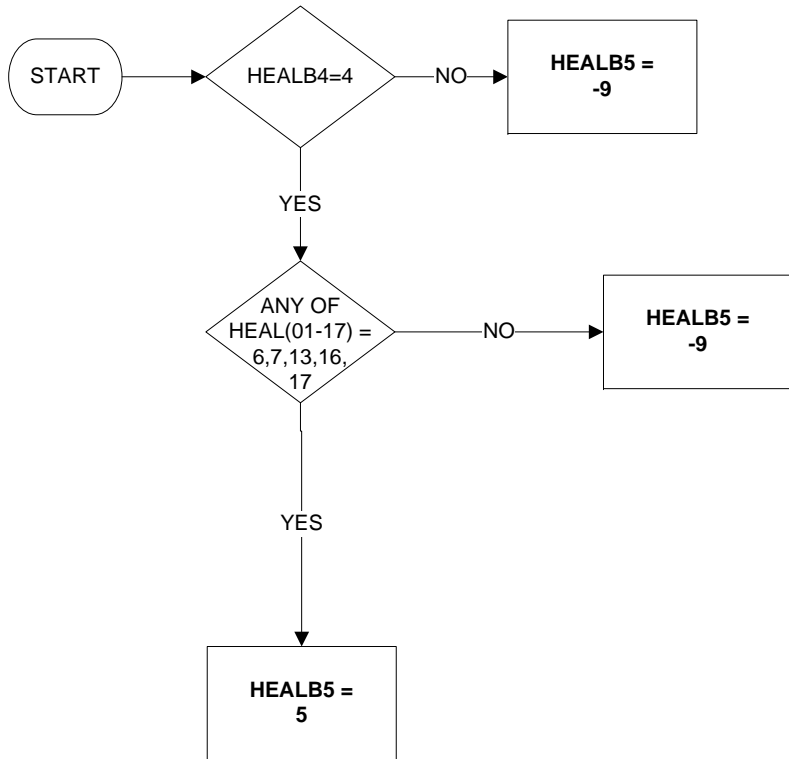 START
HEALB4=4
NO
HEALB5 =
-9
YES
ANY OF
HEAL(01-17) =
6,7,13,16,
17
NO
HEALB5 =
-9
YES
HEALB5 =
5